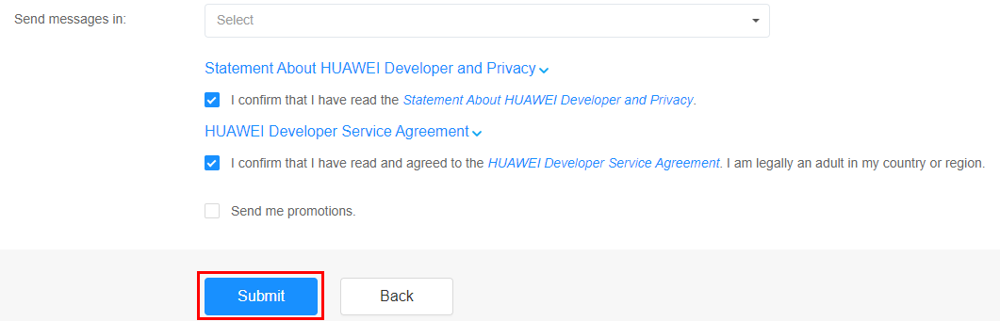 Send messages in:
Select
Statement About HUAWEI Developer and Privacy
I confirm that I have read the Statement About HUAWEI Developer and Privacy.
HUAWEI Developer Service Agreement
I confirm that I have read and agreed to the HUAWEI Developer Service Agreement. I am legally an adult in my country or region.
Send me promotions.
Submit
Back